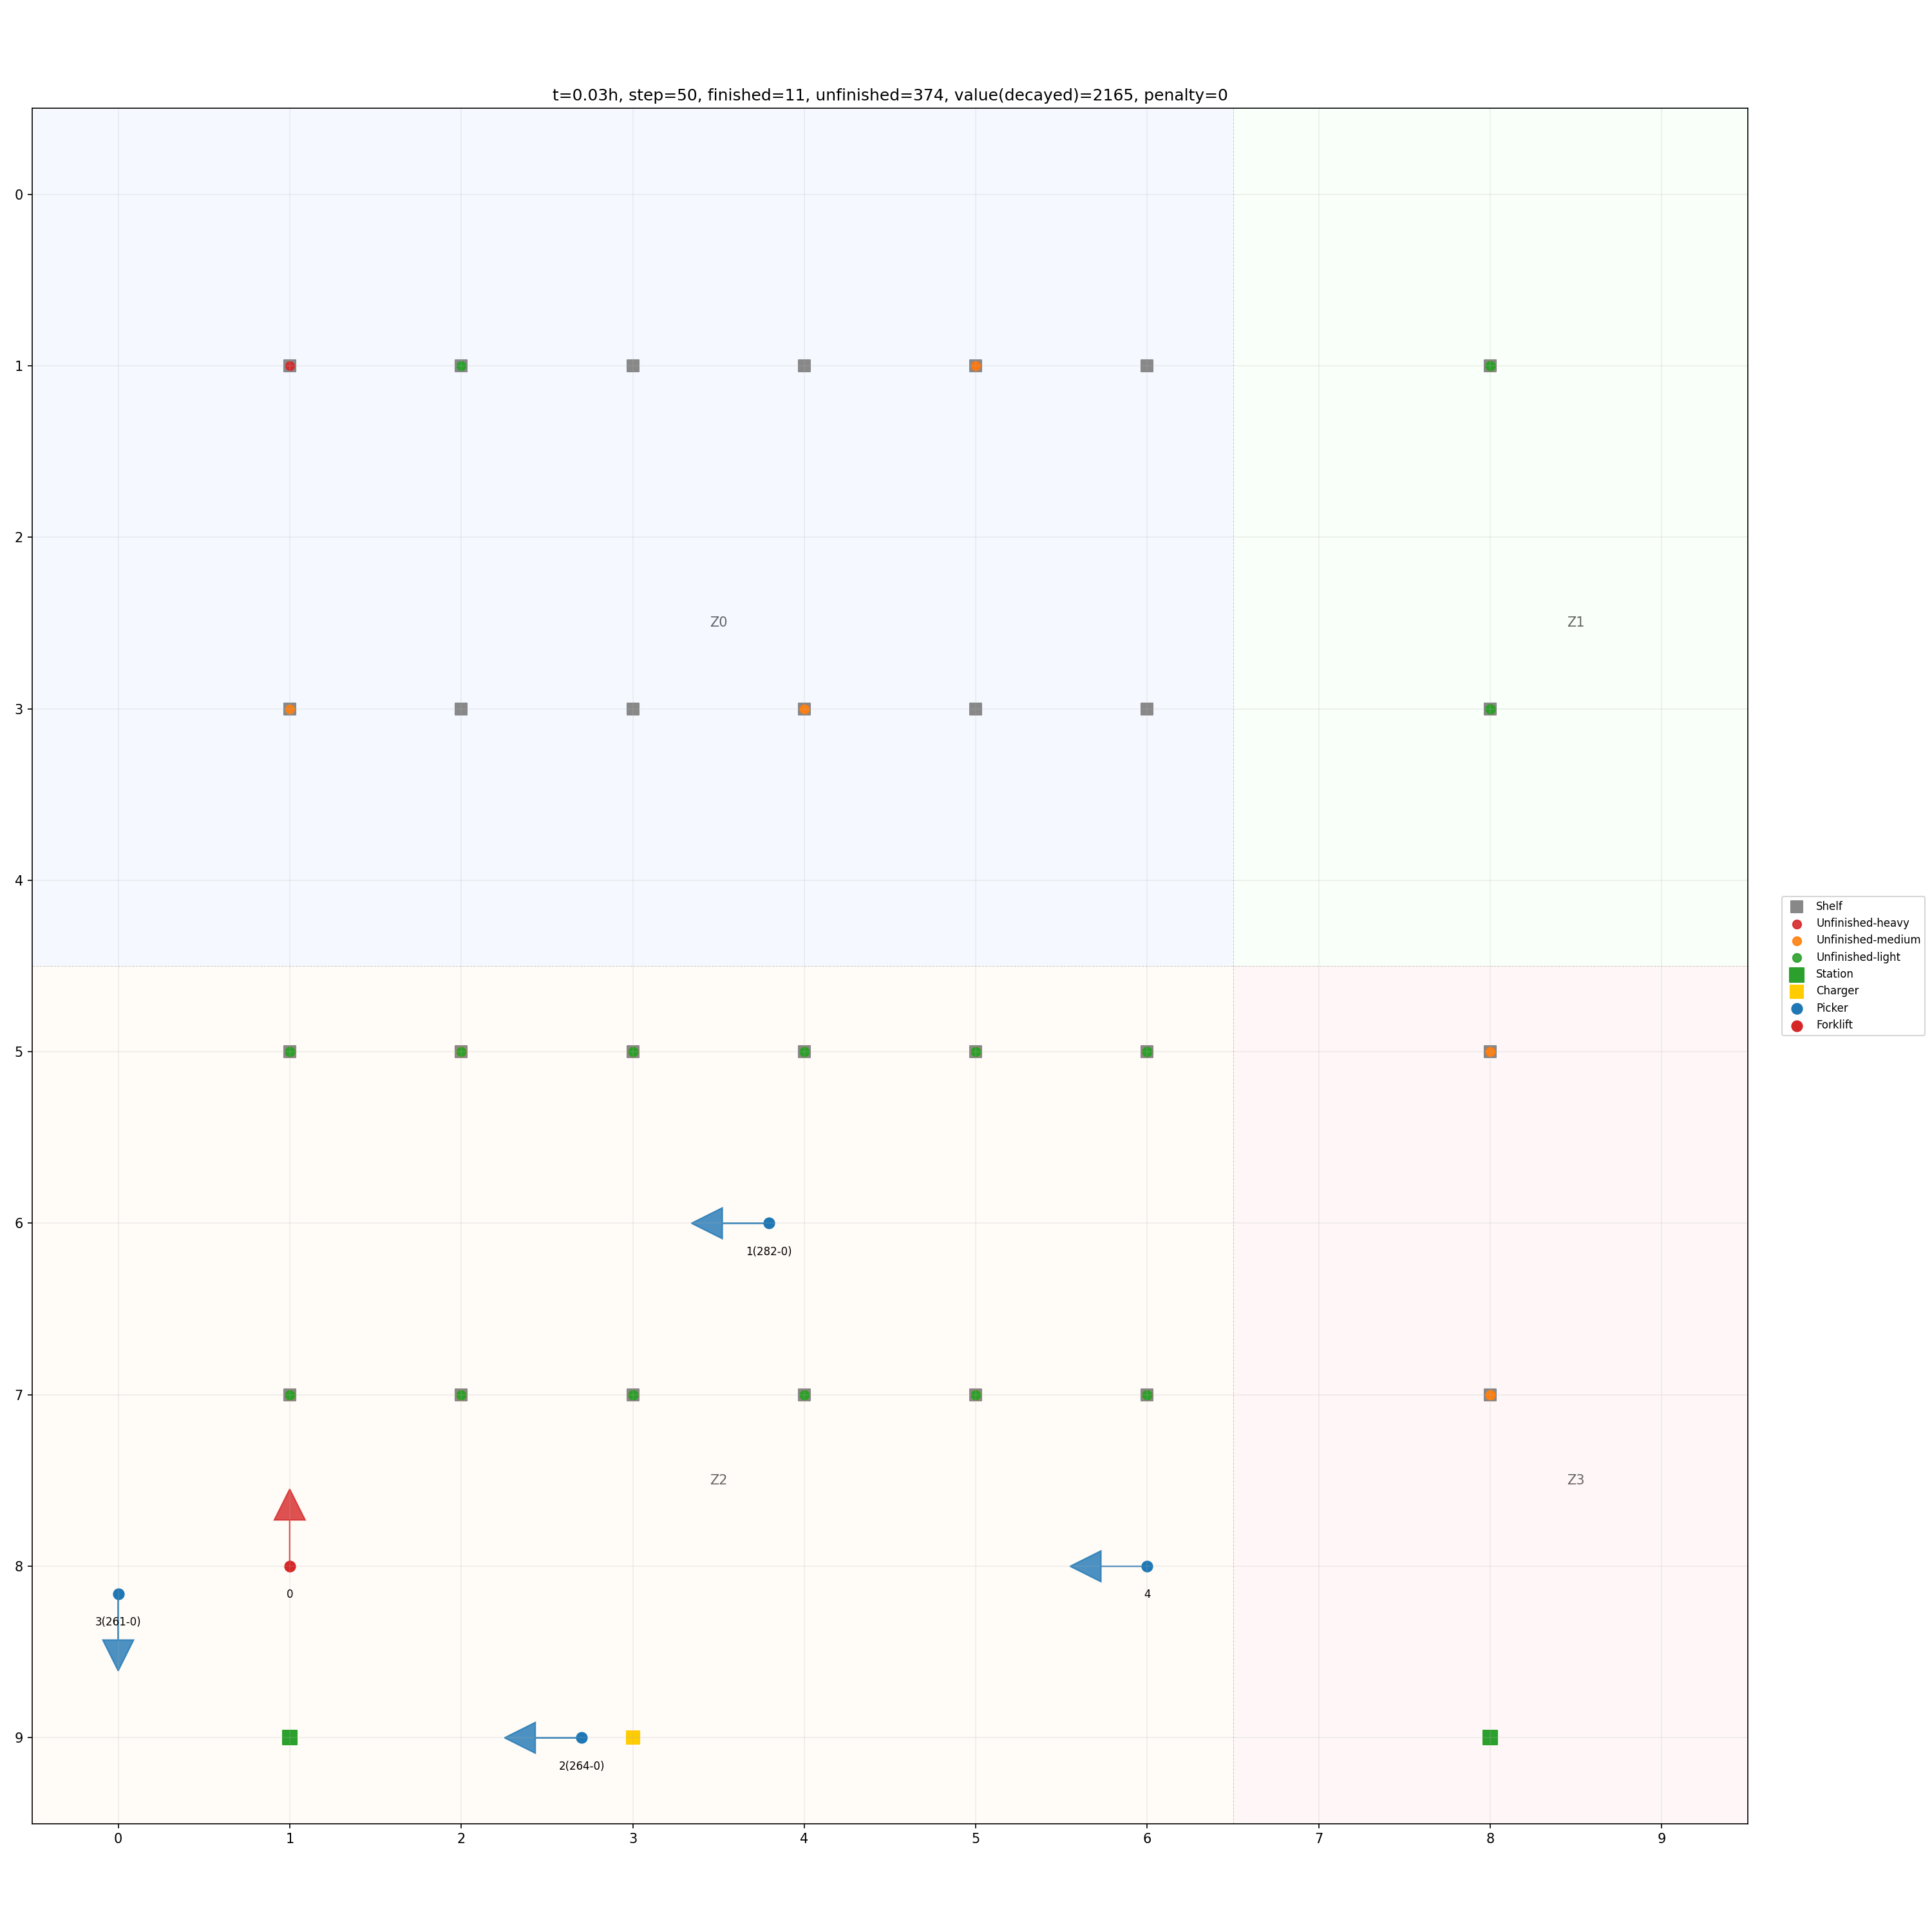 t=0.03h, step=50, finished=11, unfinished=374, value(decayed)=2165, penalty=0
0
1
2
Z0
Z1
3
4
Shelf
Unfinished-heavy
Unfinished-medium
Unfinished-light
Station
Charger
Picker
Forklift
5
6
1(282-0)
7
Z2
Z3
8
0
4
3(261-0)
9
2(264-0)
0 1 2 3 4 5 6 7 8 9